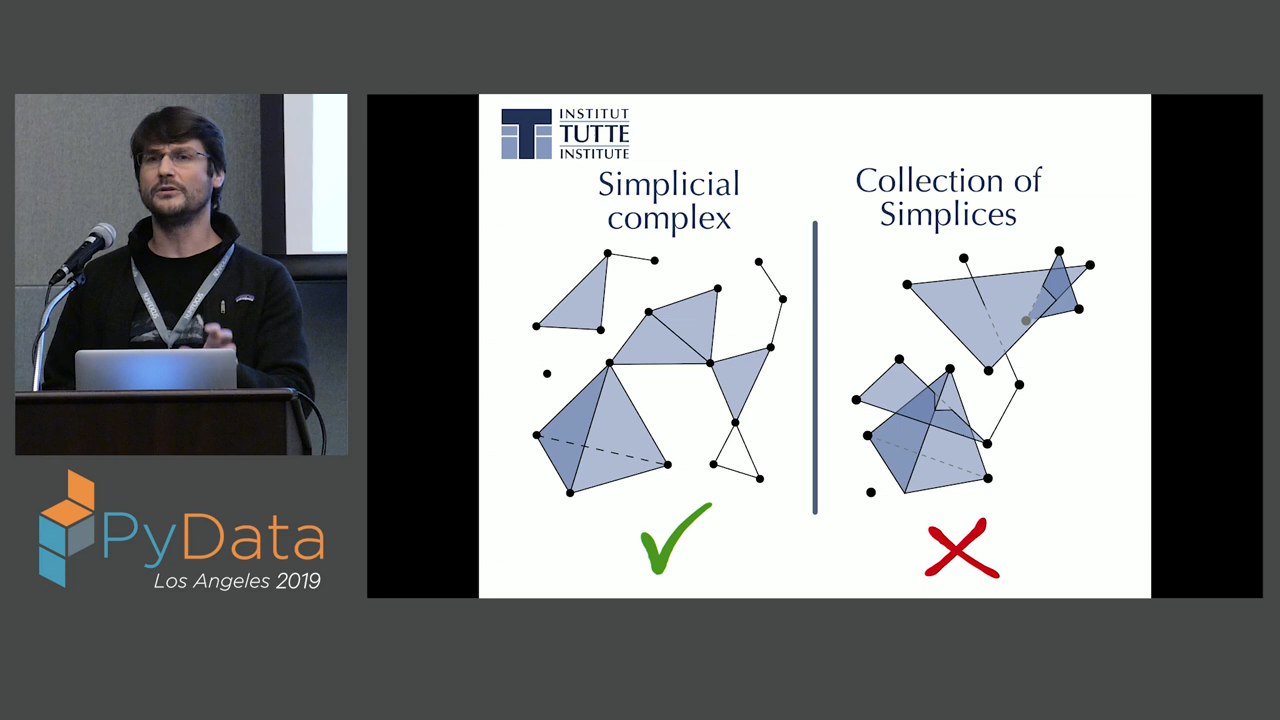 INSTITUT
TUTTE
INSTITUTE
Simplicial
complex
Collection of
Simplices
PyData
Los Angeles 2019